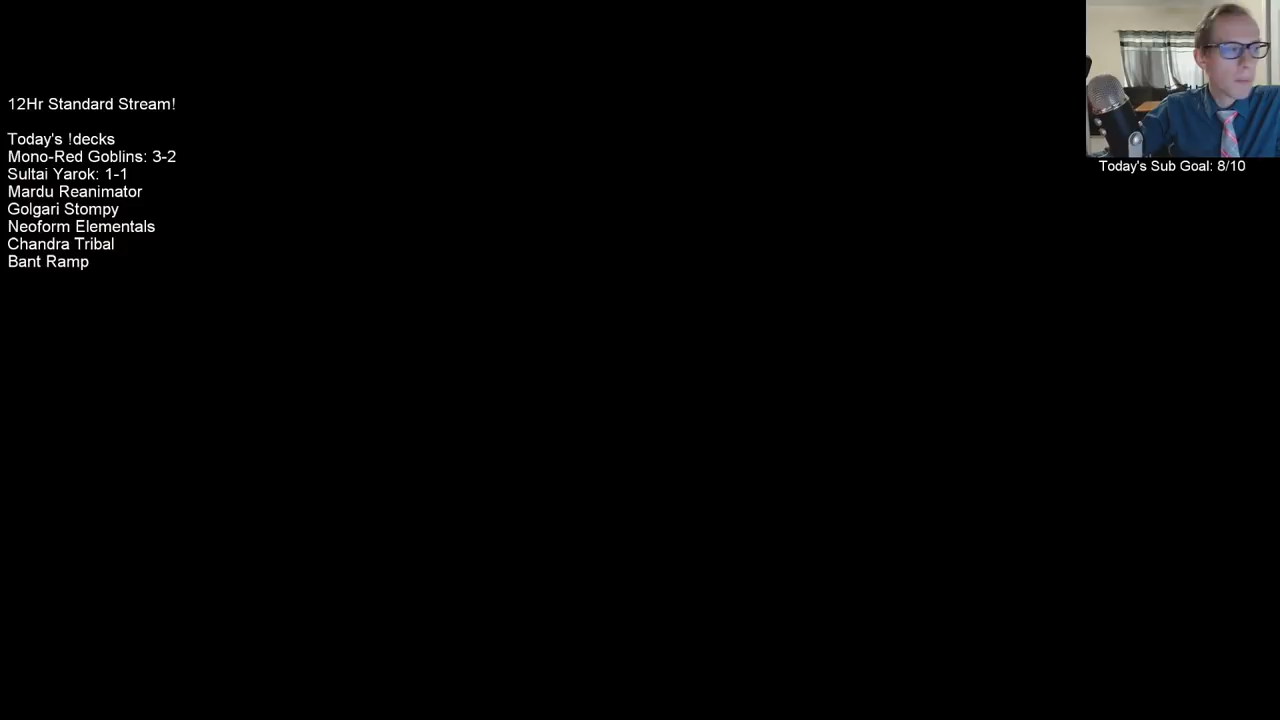 12Hr Standard Stream!
Today's !decks
Mono-Red Goblins: 3-2
Sultai Yarok: 1-1
Mardu Reanimator
Golgari Stompy
Neoform Elementals
Chandra Tribal
Bant Ramp
Today's Sub Goal: 8/10